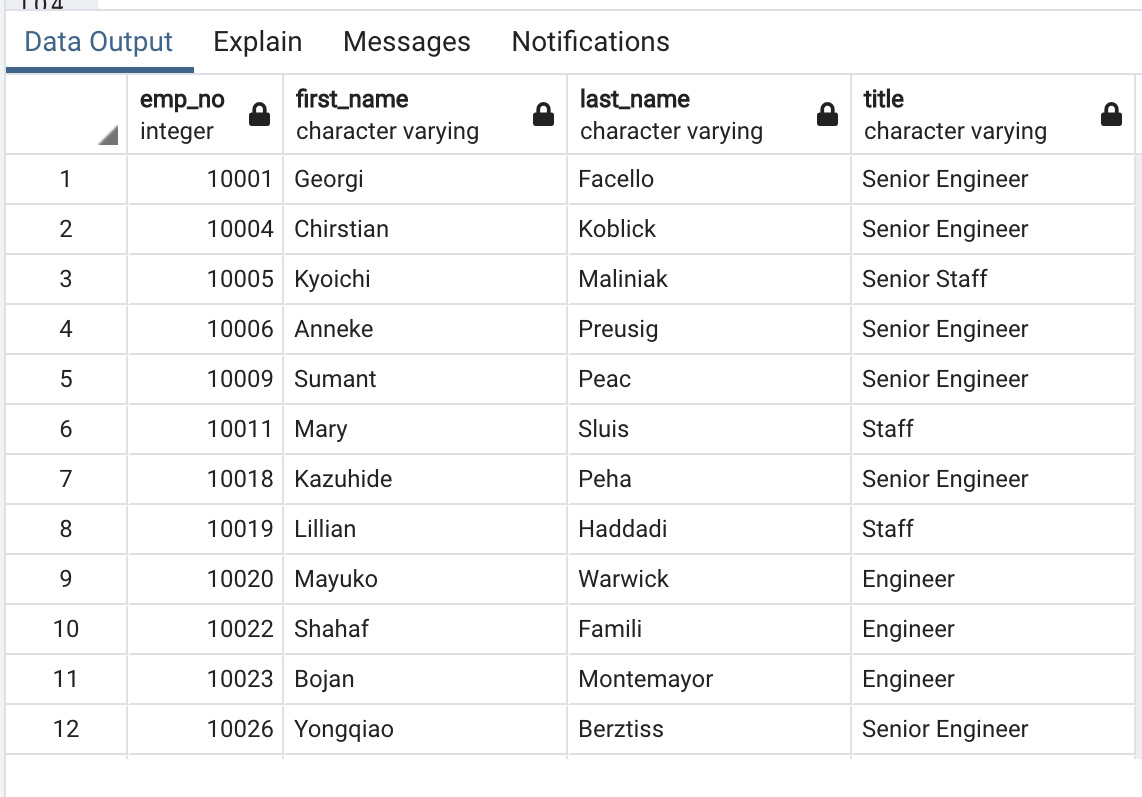 Data Output Explain Messages Notifications
emp_no first_name last_name title
integer character varying character varying character varying
1 10001 Georgi Facello Senior Engineer
2 10004 Chirstian Koblick Senior Engineer
3 10005 Kyoichi Maliniak Senior Staff
4 10006 Anneke Preusig Senior Engineer
5 10009 Sumant Peac Senior Engineer
6 10011 Mary Sluis Staff
7 10018 Kazuhide Peha Senior Engineer
8 10019 Lillian Haddadi Staff
9 10020 Mayuko Warwick Engineer
10 10022 Shahaf Famili Engineer
11 10023 Bojan Montemayor Engineer
12 10026 Yongqiao Berztiss Senior Engineer